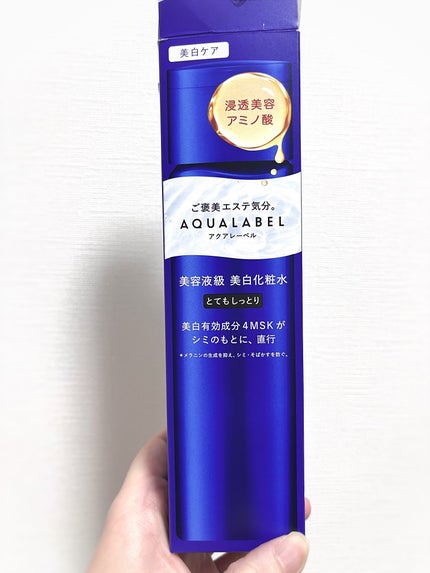 美白ケア
浸透美容
アミノ酸
ご褒美エステ気分。
AQUALABEL
アクアレーベル
美容液級 美白化粧水
とてもしっとり
美白有効成分4MSKが
シミのもとに、直行
*メラニンの生成を抑え、シミ・そばかすを防ぐ。